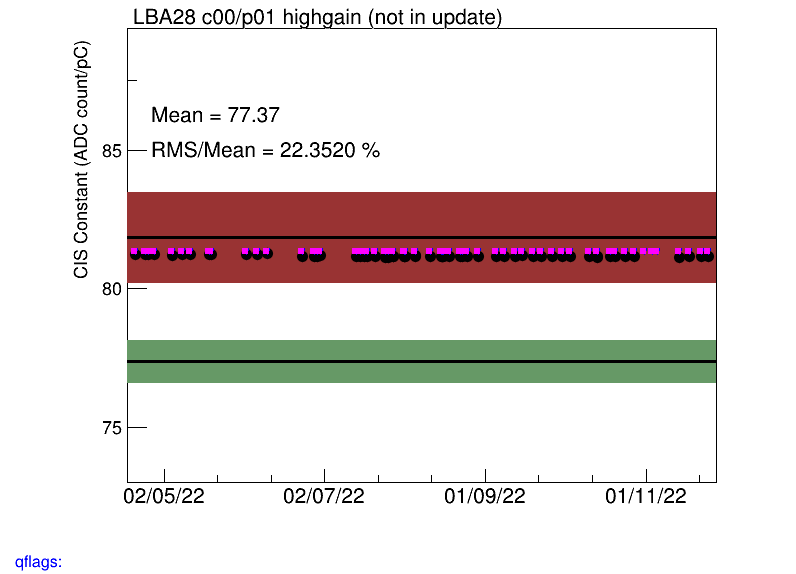 LBA28 c00/p01 highgain (not in update)
CIS Constant (ADC count/pC)
Mean = 77.37
RMS/Mean = 22.3520 %
85
80
75
02/05/22 02/07/22 01/09/22 01/11/22
qflags: